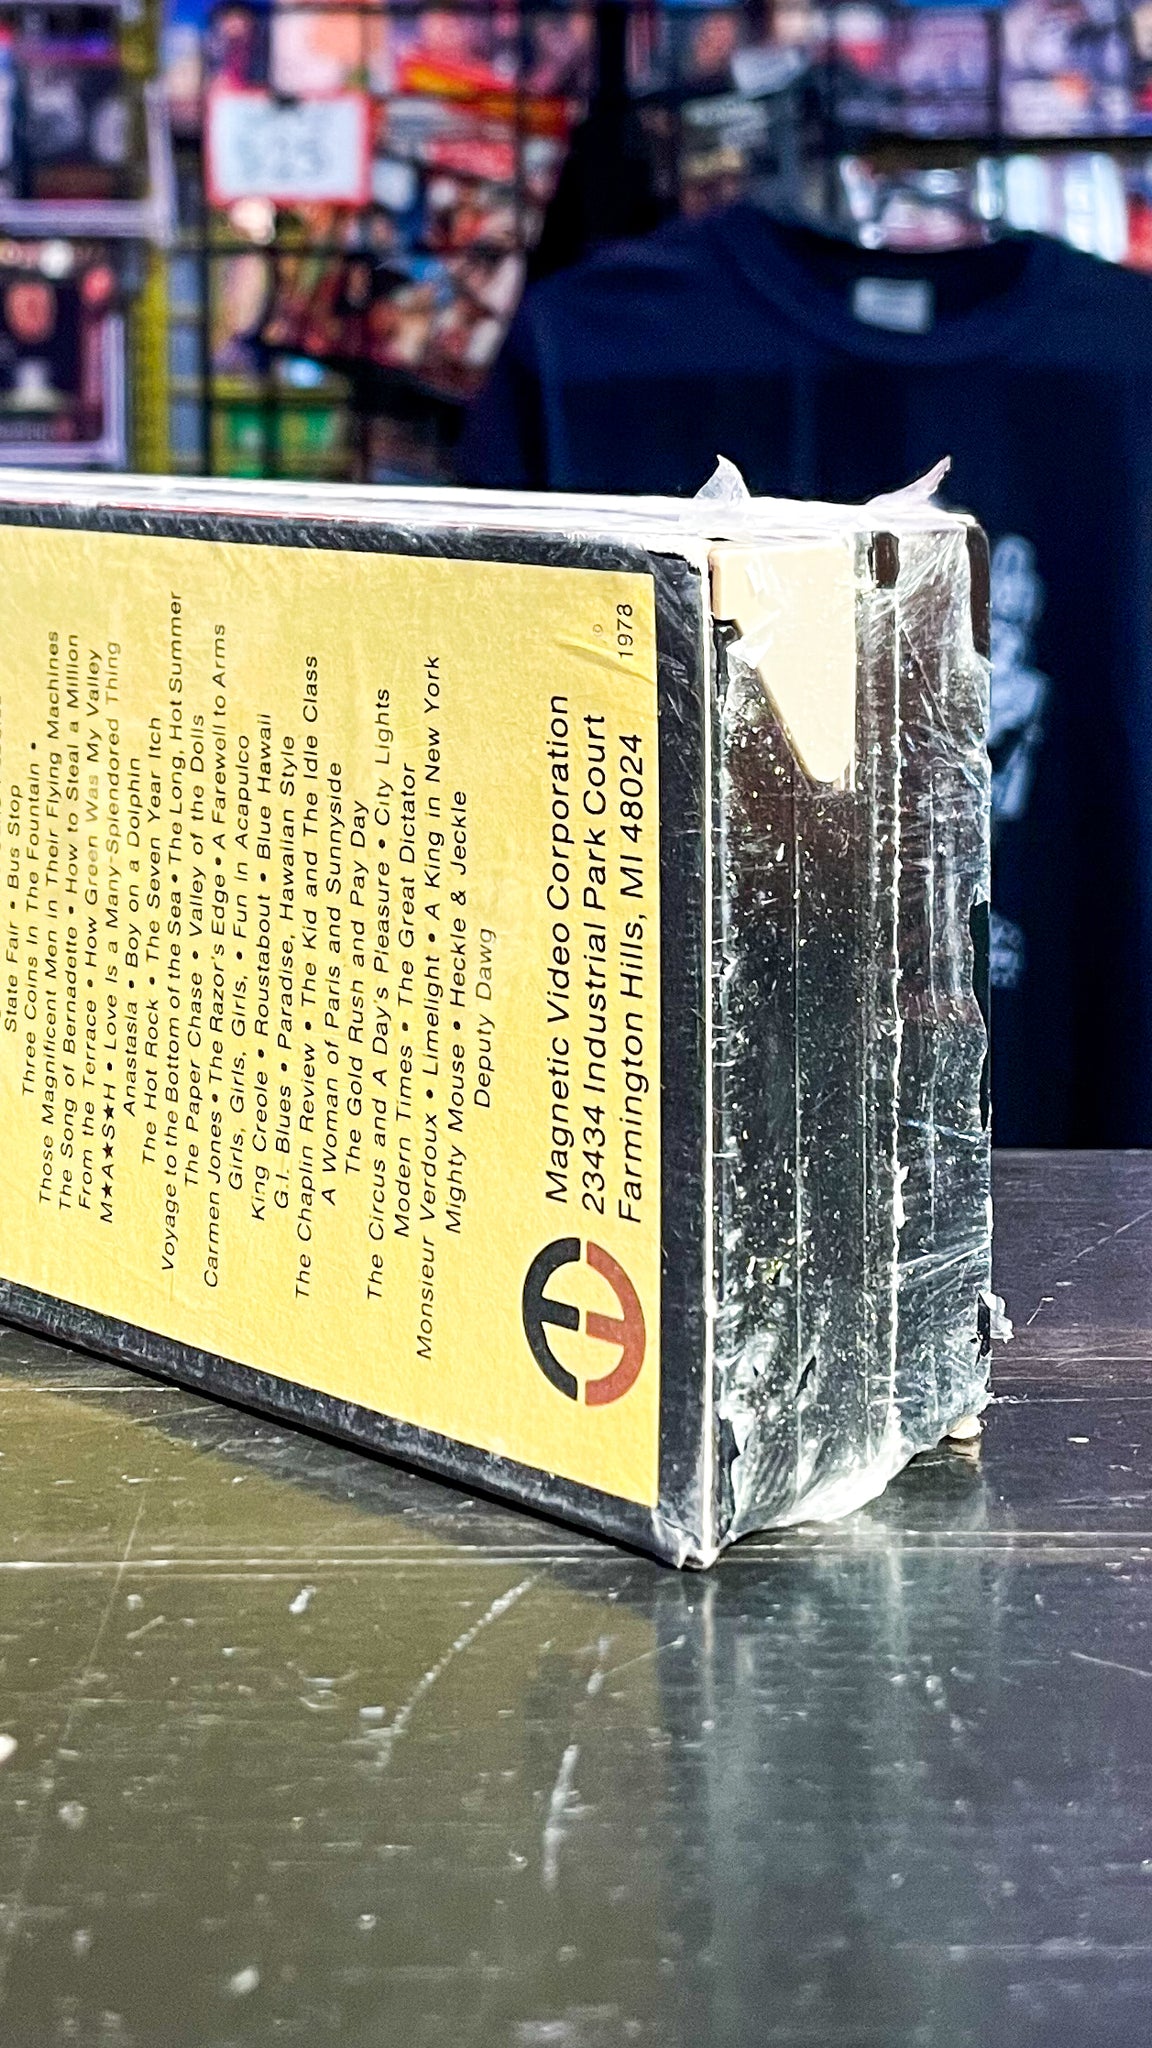 State Fair • Bus Stop
Three Coins In The Fountain •
Those Magnificent Men in Their Flying Machines
The Song of Bernadette • How to Steal a Million
From the Terrace • How Green Was My Valley
M★A★S★H • Love Is a Many-Splendored Thing
Anastasia • Boy on a Dolphin
The Hot Rock • The Seven Year Itch
Voyage to the Bottom of the Sea • The Long, Hot Summer
The Paper Chase • Valley of the Dolls
Carmen Jones • The Razor's Edge • A Farewell to Arms
Girls, Girls, Girls, • Fun In Acapulco
King Creole • Roustabout • Blue Hawaii
G.I. Blues • Paradise, Hawaiian Style
The Chaplin Review • The Kid and The Idle Class
A Woman of Paris and Sunnyside
The Gold Rush and Pay Day
The Circus and A Day's Pleasure • City Lights
Modern Times • The Great Dictator
Monsieur Verdoux • Limelight • A King in New York
Mighty Mouse • Heckle & Jeckle
Deputy Dawg
Magnetic Video Corporation
23434 Industrial Park Court
Farmington Hills, MI 48024
1978
$25